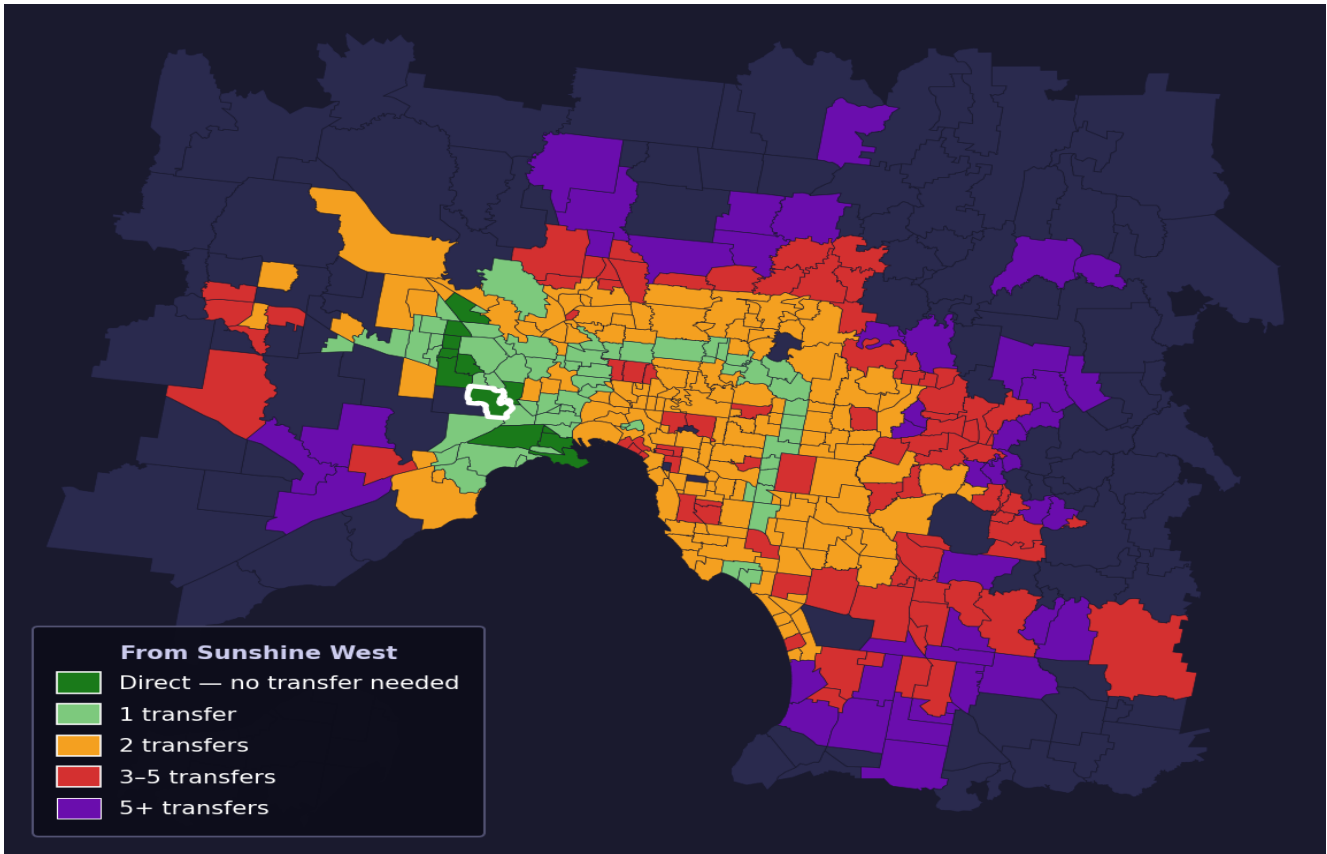 From Sunshine West
Direct — no transfer needed
1 transfer
2 transfers
3–5 transfers
5+ transfers